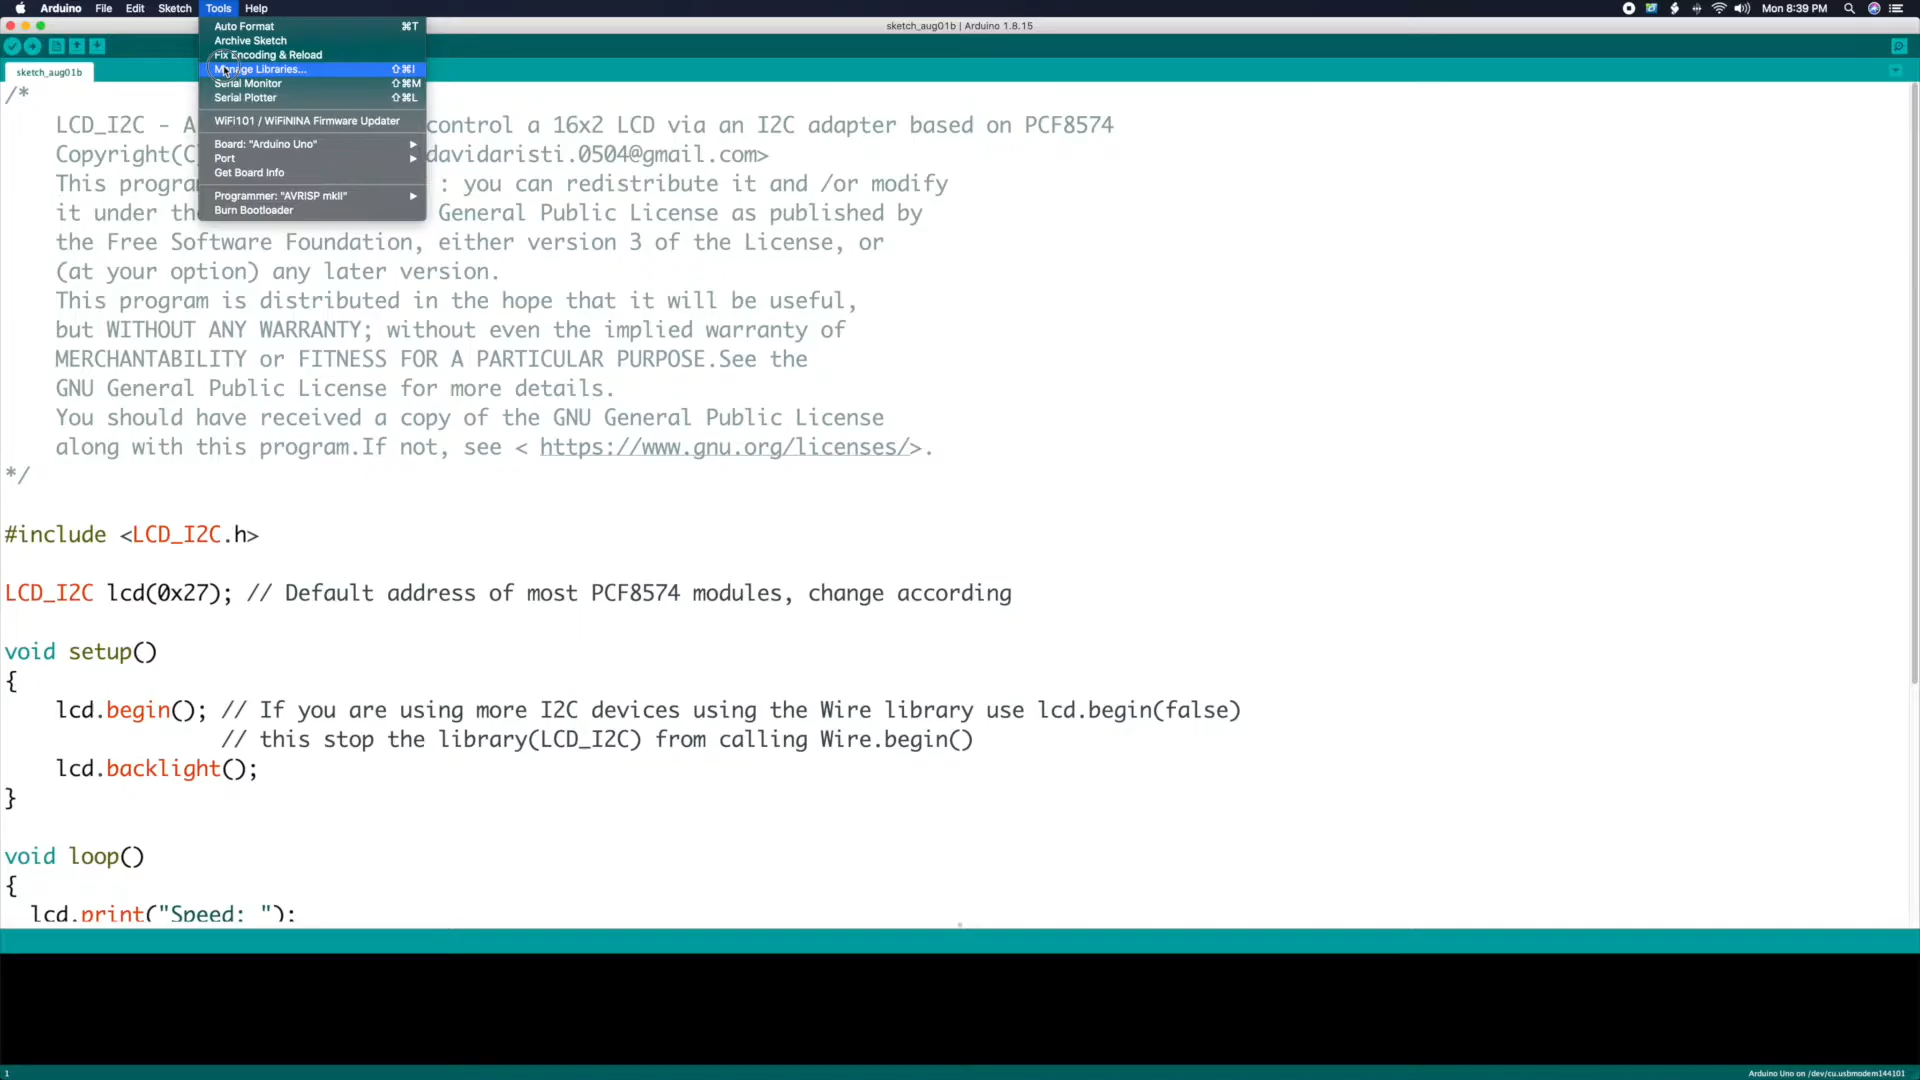 Arduino File Edit Sketch Tools Help Mon 8:39 PM
sketch_aug01b | Arduino 1.8.15
Auto Format ⌘T
Archive Sketch
Fix Encoding & Reload
Manage Libraries... ⇧⌘I
Serial Monitor ⇧⌘M
Serial Plotter ⇧⌘L
WiFi101 / WiFiNINA Firmware Updater
Board: "Arduino Uno"
Port
Get Board Info
Programmer: "AVRISP mkII"
Burn Bootloader
sketch_aug01b
/*
LCD_I2C - A control a 16x2 LCD via an I2C adapter based on PCF8574
Copyright(C) davidaristi.0504@gmail.com>
This progra : you can redistribute it and /or modify
it under the General Public License as published by
the Free Software Foundation, either version 3 of the License, or
(at your option) any later version.
This program is distributed in the hope that it will be useful,
but WITHOUT ANY WARRANTY; without even the implied warranty of
MERCHANTABILITY or FITNESS FOR A PARTICULAR PURPOSE.See the
GNU General Public License for more details.
You should have received a copy of the GNU General Public License
along with this program.If not, see < https://www.gnu.org/licenses/>.
*/
#include <LCD_I2C.h>
LCD_I2C lcd(0x27); // Default address of most PCF8574 modules, change according
void setup()
{
lcd.begin(); // If you are using more I2C devices using the Wire library use lcd.begin(false)
// this stop the library(LCD_I2C) from calling Wire.begin()
lcd.backlight();
}
void loop()
{
lcd.print("Speed: ");
1 Arduino Uno on /dev/cu.usbmodem144101